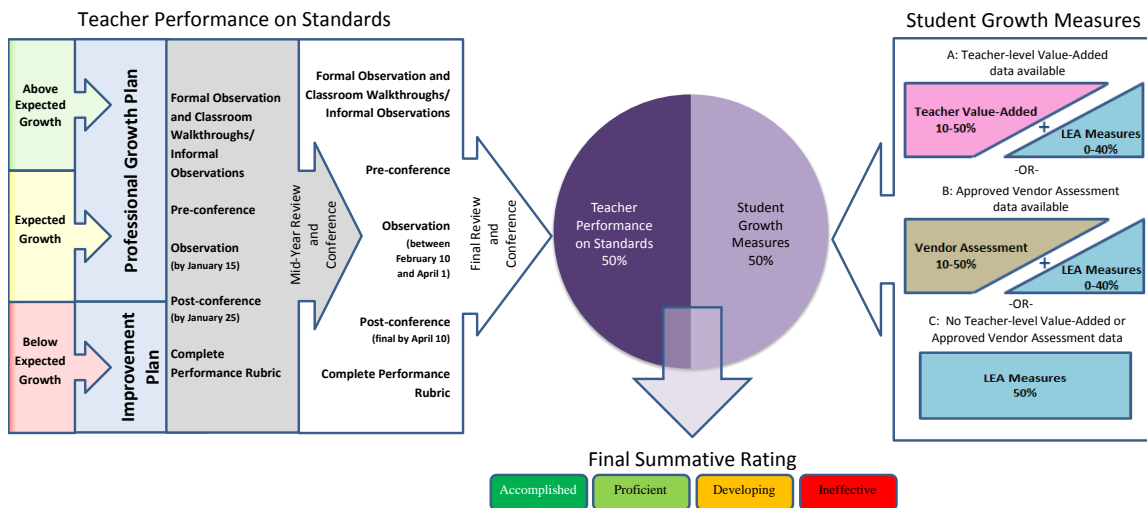 Teacher Performance on Standards
Above
Expected
Growth
Expected
Growth
Below
Expected
Growth
Professional Growth Plan
Improvement
Plan
Formal Observation
and Classroom
Walkthroughs/
Informal
Observations
Pre-conference
Observation
(by January 15)
Post-conference
(by January 25)
Complete
Performance Rubric
Mid-Year Review
and
Conference
Formal Observation and
Classroom Walkthroughs/
Informal Observations
Pre-conference
Observation
(between
February 10
and April 1)
Post-conference
(final by April 10)
Complete Performance
Rubric
Final Review
and
Conference
Teacher
Performance
on Standards
50%
Student
Growth
Measures
50%
Student Growth Measures
A: Teacher-level Value-Added
data available
Teacher Value-Added
10-50%
+
LEA Measures
0-40%
-OR-
B: Approved Vendor Assessment
data available
Vendor Assessment
10-50%
+
LEA Measures
0-40%
-OR-
C: No Teacher-level Value-Added or
Approved Vendor Assessment data
LEA Measures
50%
Final Summative Rating
Accomplished
Proficient
Developing
Ineffective